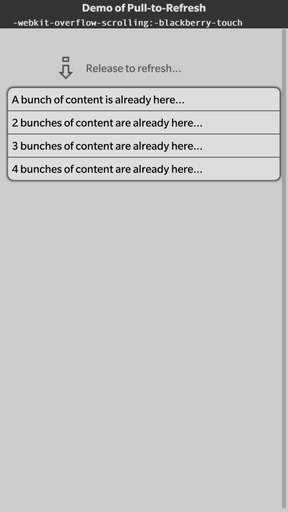 Demo of Pull-to-Refresh
-webkit-overflow-scrolling:-blackberry-touch
Release to refresh...
A bunch of content is already here...
2 bunches of content are already here...
3 bunches of content are already here...
4 bunches of content are already here...